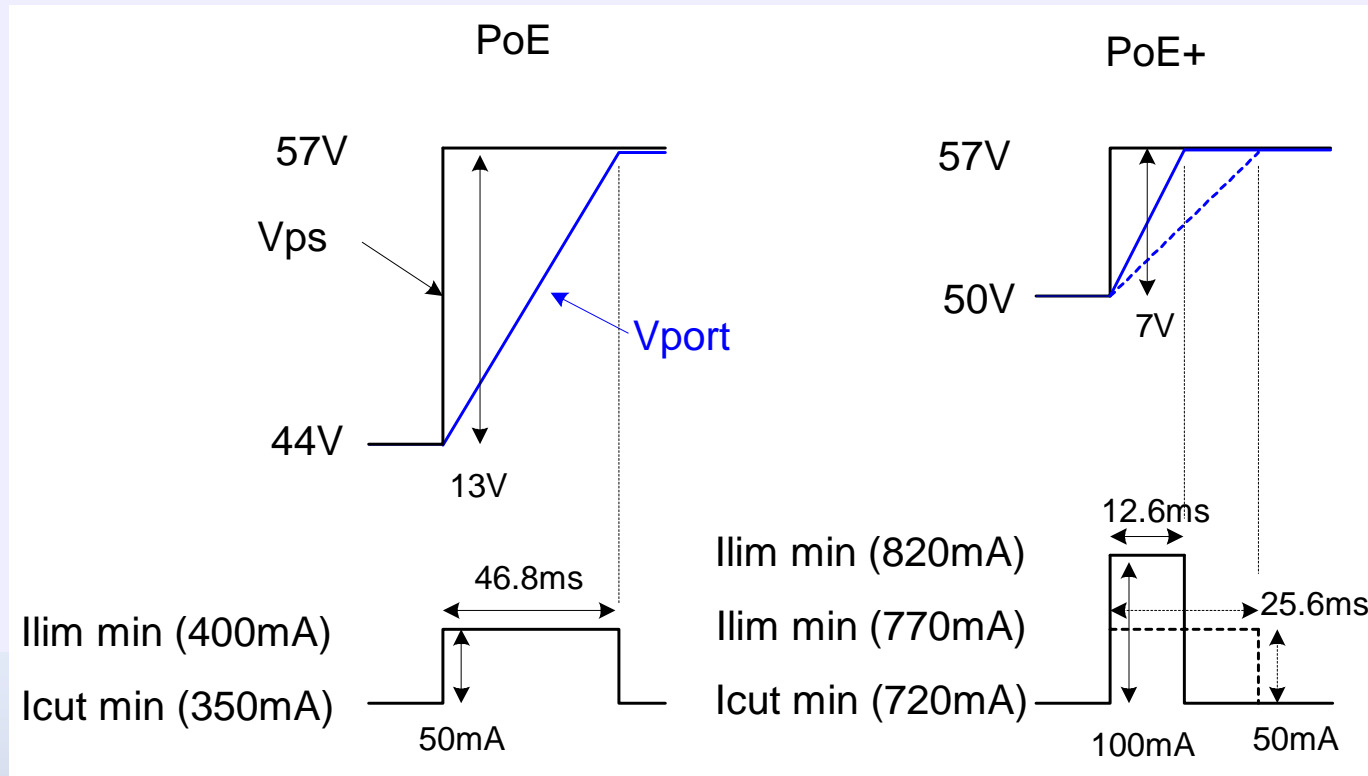 PoE
57V
Vps
Vport
44V
13V
46.8ms
Ilim min (400mA)
Icut min (350mA)
50mA
PoE+
57V
50V
7V
12.6ms
Ilim min (820mA)
25.6ms
Ilim min (770mA)
Icut min (720mA)
100mA
50mA